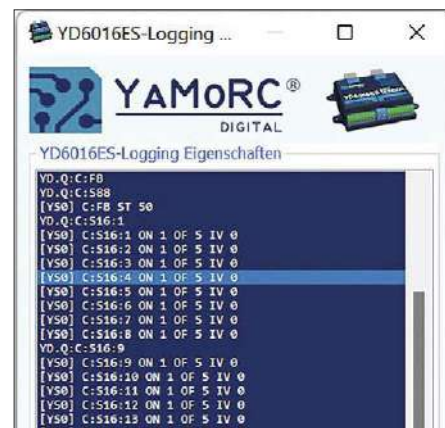 YD6016ES-Logging ...
YAMoRC®
DIGITAL
YD6016ES-Logging Eigenschaften
YD.Q:C:FB
YD.Q:C:S88
[YS0] C:FB ST 50
YD.Q:C:S16:1
[YS0] C:S16:1 ON 1 OF 5 IV 0
[YS0] C:S16:2 ON 1 OF 5 IV 0
[YS0] C:S16:3 ON 1 OF 5 IV 0
[YS0] C:S16:4 ON 1 OF 5 IV 0
[YS0] C:S16:5 ON 1 OF 5 IV 0
[YS0] C:S16:6 ON 1 OF 5 IV 0
[YS0] C:S16:7 ON 1 OF 5 IV 0
[YS0] C:S16:8 ON 1 OF 5 IV 0
YD.Q:C:S16:9
[YS0] C:S16:9 ON 1 OF 5 IV 0
[YS0] C:S16:10 ON 1 OF 5 IV 0
[YS0] C:S16:11 ON 1 OF 5 IV 0
[YS0] C:S16:12 ON 1 OF 5 IV 0
[YS0] C:S16:13 ON 1 OF 5 IV 0